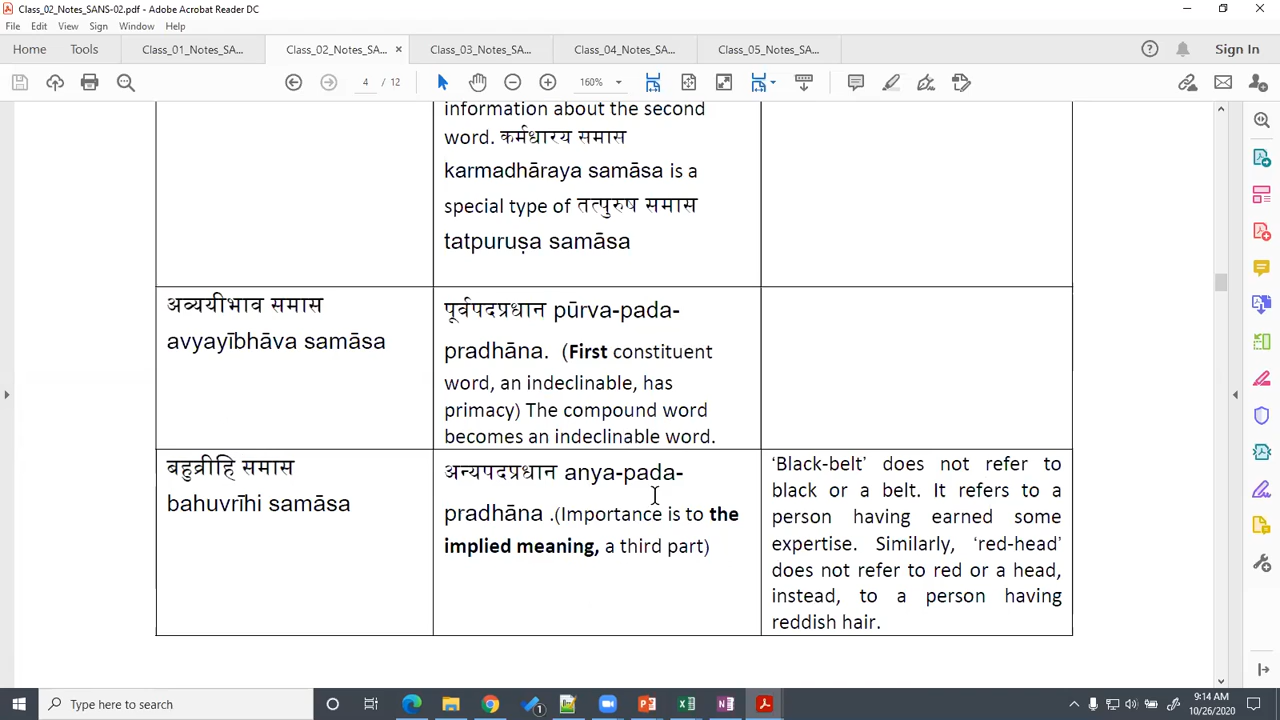 Class_02_Notes_SANS-02.pdf - Adobe Acrobat Reader DC
File Edit View Sign Window Help
Home Tools Class_01_Notes_SA... Class_02_Notes_SA... × Class_03_Notes_SA... Class_04_Notes_SA... Class_05_Notes_SA... Sign In
4 / 12 160%
information about the second
word. कर्मधारय समास
karmadhāraya samāsa is a
special type of तत्पुरुष समास
tatpuruṣa samāsa
अव्ययीभाव समास
avyayībhāva samāsa
पूर्वपदप्रधान pūrva-pada-
pradhāna. (First constituent
word, an indeclinable, has
primacy) The compound word
becomes an indeclinable word.
बहुव्रीहि समास
bahuvrīhi samāsa
अन्यपदप्रधान anya-pada-
pradhāna .(Importance is to the
implied meaning, a third part)
‘Black-belt’ does not refer to
black or a belt. It refers to a
person having earned some
expertise. Similarly, ‘red-head’
does not refer to red or a head,
instead, to a person having
reddish hair.
Type here to search
9:14 AM
10/26/2020